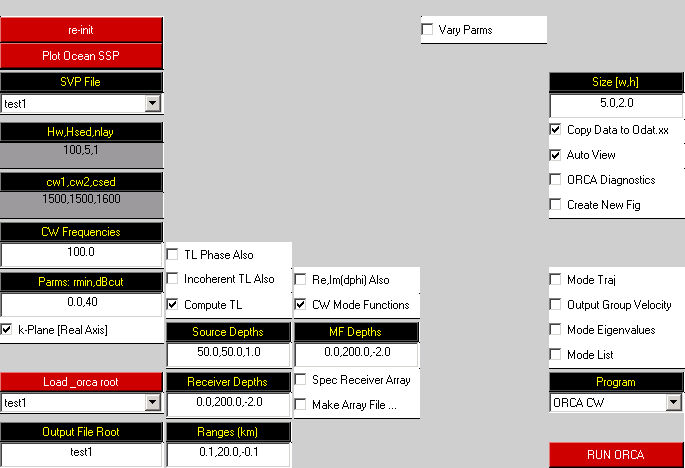 re-init
Vary Parms
Plot Ocean SSP
SVP File
Size [w,h]
test1
5.0,2.0
Hw,Hsed,nlay
Copy Data to Odat.xx
100,5,1
Auto View
cw1,cw2,csed
ORCA Diagnostics
1500,1500,1600
Create New Fig
CW Frequencies
100.0
TL Phase Also
Parms: rmin,dBcut
Incoherent TL Also
Re,Im(dphi) Also
Mode Traj
0.0,40
Compute TL
CW Mode Functions
Output Group Velocity
k-Plane [Real Axis]
Source Depths
MF Depths
Mode Eigenvalues
50.0,50.0,1.0
0.0,200.0,-2.0
Mode List
Load _orca root
Receiver Depths
Spec Receiver Array
Program
test1
0.0,200.0,-2.0
Make Array File ...
ORCA CW
Output File Root
Ranges (km)
test1
0.1,20.0,-0.1
RUN ORCA